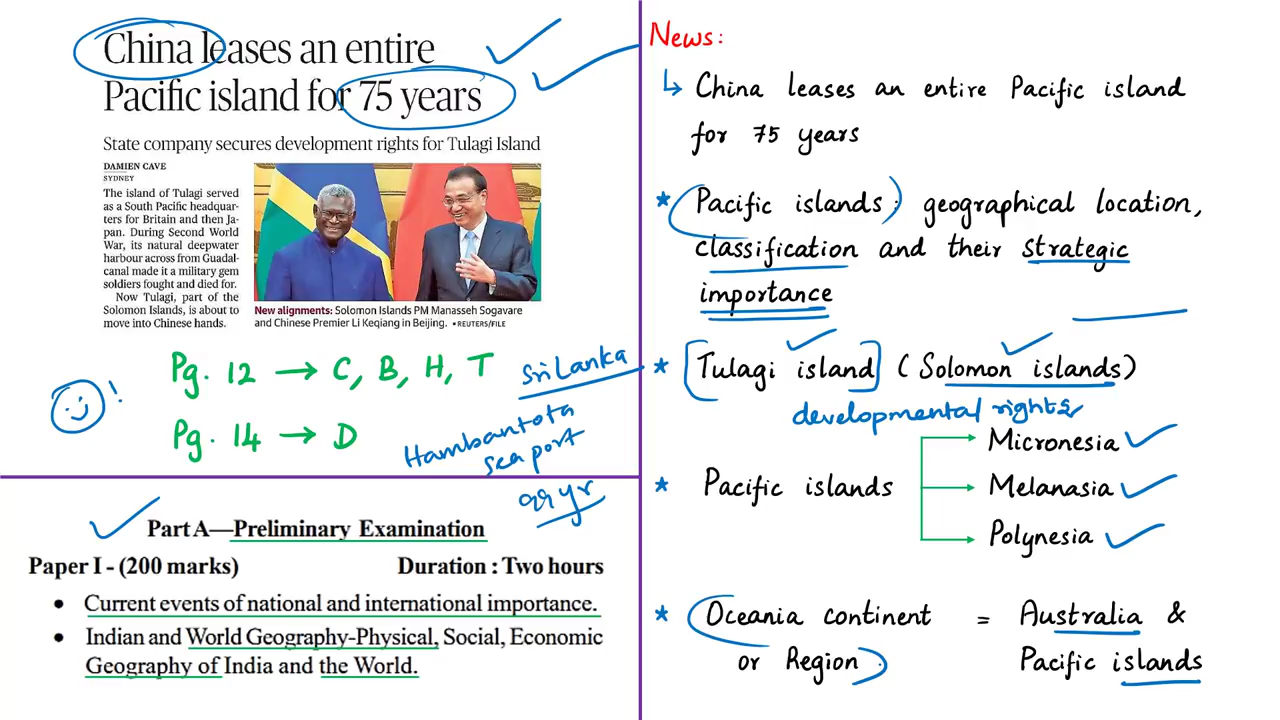 China leases an entire
Pacific island for 75 years
State company secures development rights for Tulagi Island
DAMIEN CAVE
SYDNEY
The island of Tulagi served
as a South Pacific headquar-
ters for Britain and then Ja-
pan. During Second World
War, its natural deepwater
harbour across from Guadal-
canal made it a military gem
soldiers fought and died for.
Now Tulagi, part of the
Solomon Islands, is about to
move into Chinese hands.
New alignments: Solomon Islands PM Manasseh Sogavare
and Chinese Premier Li Keqiang in Beijing. •REUTERS/FILE
Pg. 12 → C, B, H, T
Pg. 14 → D
Sri Lanka
Hambantota
sea port
99 yr
Part A—Preliminary Examination
Paper I - (200 marks) Duration : Two hours
• Current events of national and international importance.
• Indian and World Geography-Physical, Social, Economic
Geography of India and the World.
News:
↳ China leases an entire Pacific island
for 75 years
* Pacific islands geographical location,
classification and their strategic
importance
* Tulagi island (Solomon islands)
developmental rights
* Pacific islands
Micronesia
Melanasia
Polynesia
* Oceania continent = Australia &
or Region Pacific islands